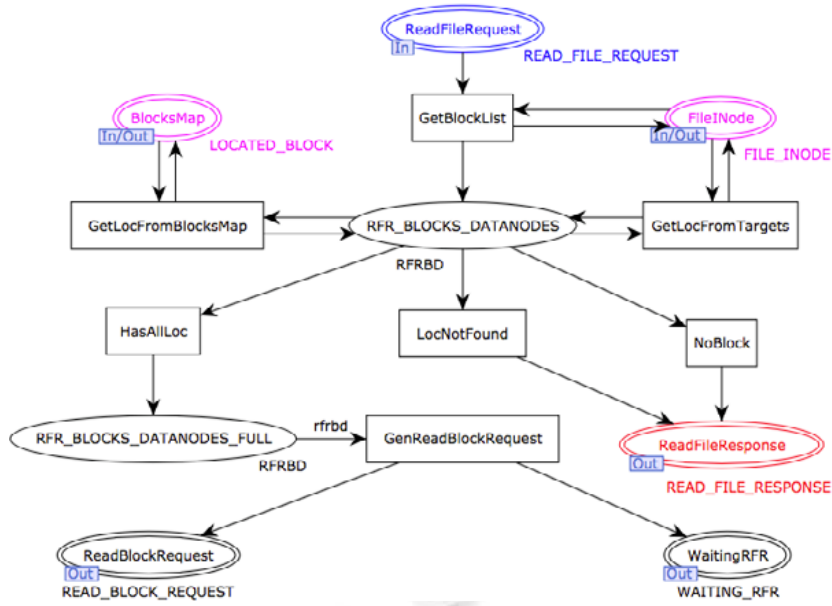 ReadFileRequest
In
READ_FILE_REQUEST
BlocksMap
In/Out
LOCATED_BLOCK
GetBlockList
FileINode
In/Out
FILE_INODE
GetLocFromBlocksMap
RFR_BLOCKS_DATANODES
RFRBD
GetLocFromTargets
HasAllLoc
LocNotFound
NoBlock
RFR_BLOCKS_DATANODES_FULL
RFRBD
rfrbd
GenReadBlockRequest
ReadFileResponse
Out
READ_FILE_RESPONSE
ReadBlockRequest
Out
READ_BLOCK_REQUEST
WaitingRFR
Out
WAITING_RFR